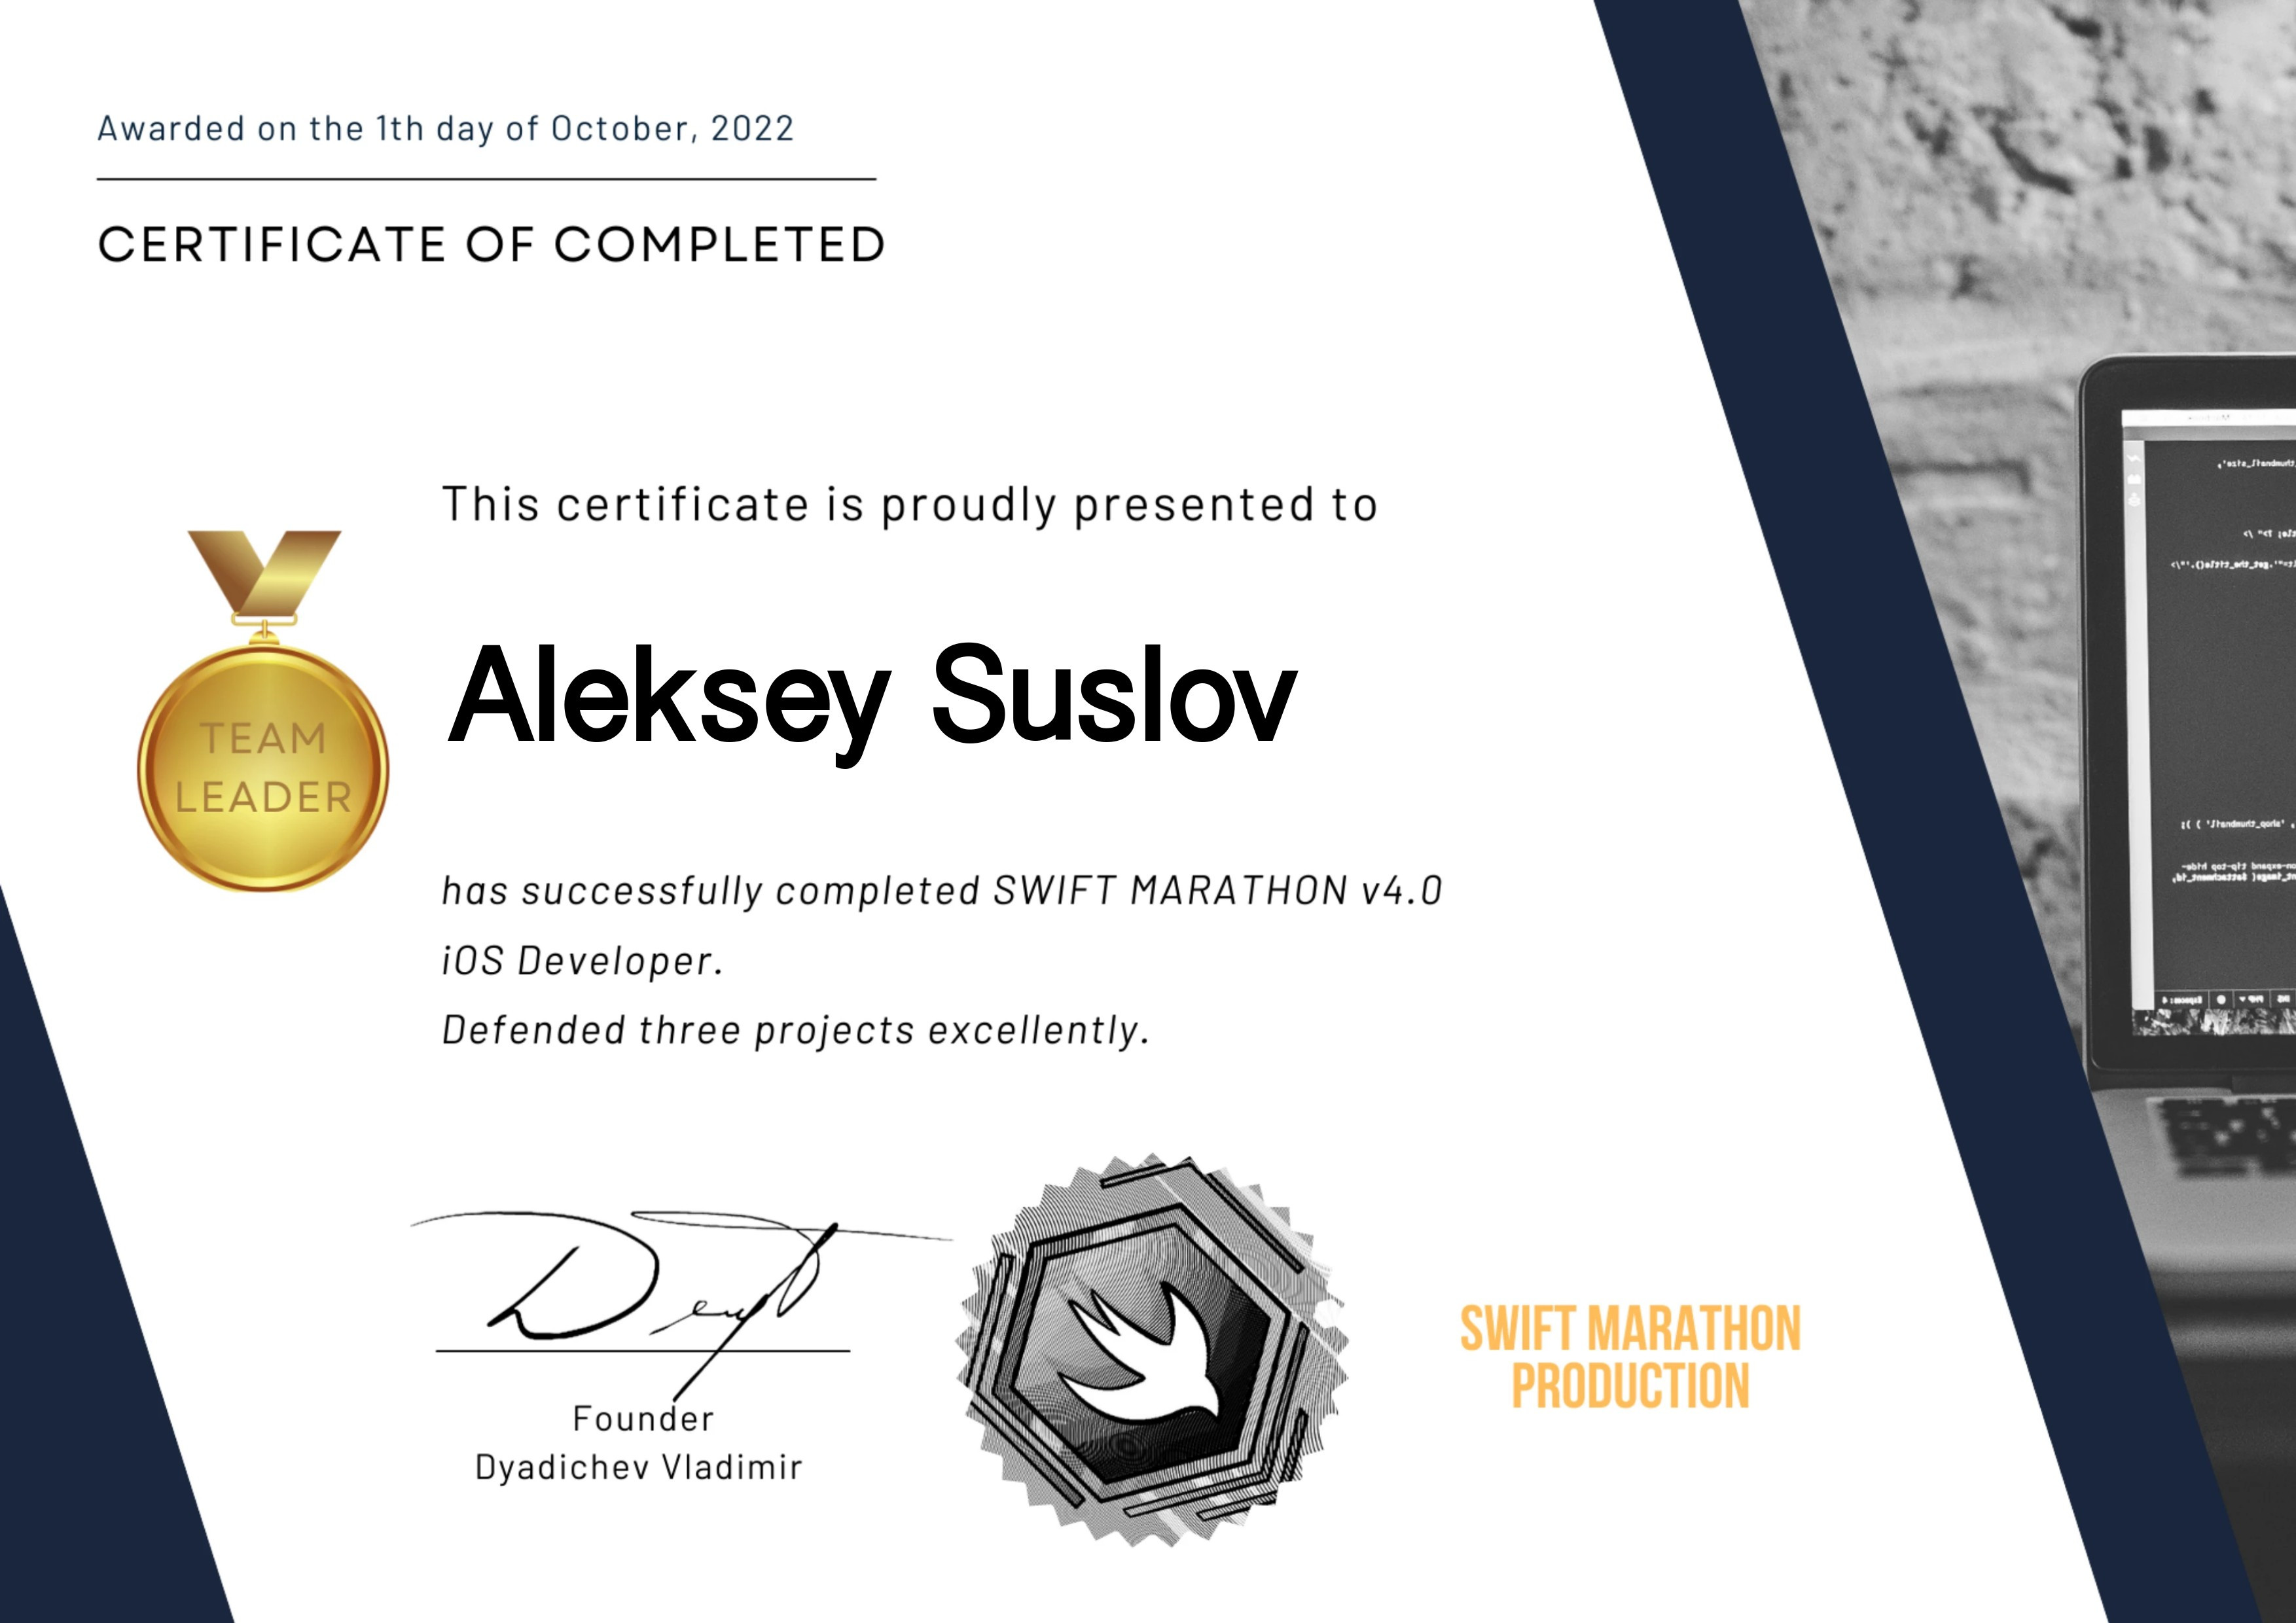 Awarded on the 1th day of October, 2022
CERTIFICATE OF COMPLETED
This certificate is proudly presented to
TEAM
LEADER
Aleksey Suslov
has successfully completed SWIFT MARATHON v4.0
iOS Developer.
Defended three projects excellently.
Founder
Dyadichev Vladimir
SWIFT MARATHON
PRODUCTION